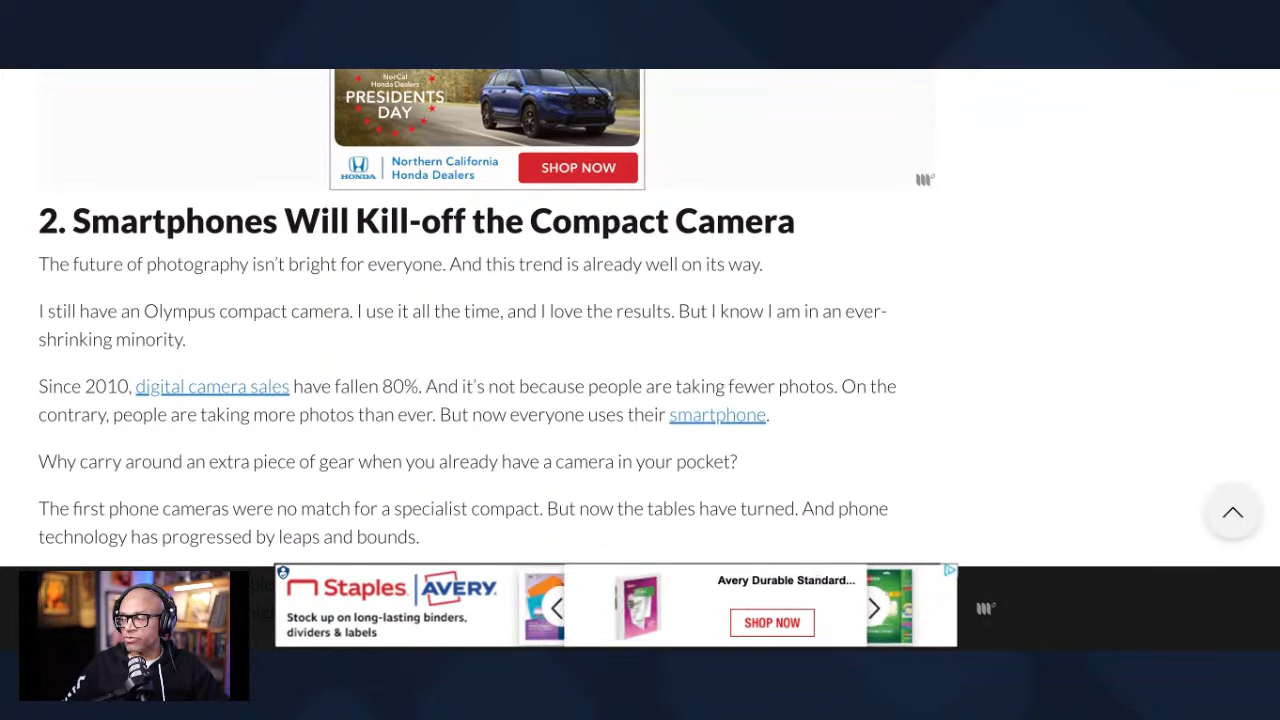 NorCal
Honda Dealers
PRESIDENTS
DAY
HONDA
Northern California
Honda Dealers
SHOP NOW
2. Smartphones Will Kill-off the Compact Camera
The future of photography isn’t bright for everyone. And this trend is already well on its way.
I still have an Olympus compact camera. I use it all the time, and I love the results. But I know I am in an ever-
shrinking minority.
Since 2010, digital camera sales have fallen 80%. And it’s not because people are taking fewer photos. On the
contrary, people are taking more photos than ever. But now everyone uses their smartphone.
Why carry around an extra piece of gear when you already have a camera in your pocket?
The first phone cameras were no match for a specialist compact. But now the tables have turned. And phone
technology has progressed by leaps and bounds.
Staples AVERY
Stock up on long-lasting binders,
dividers & labels
Avery Durable Standard...
SHOP NOW